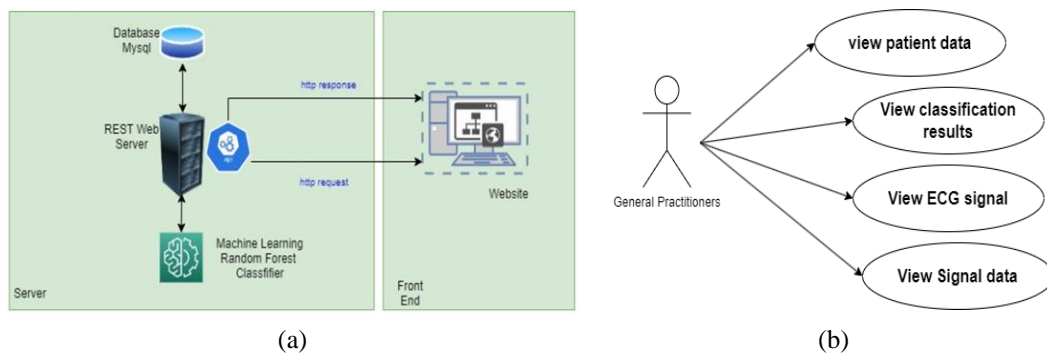 Database
Mysql
REST Web
Server
http response
http request
api
Website
Machine Learning
Random Forest
Classfifier
Server
Front
End
(a)
view patient data
View classification
results
View ECG signal
View Signal data
General Practitioners
(b)